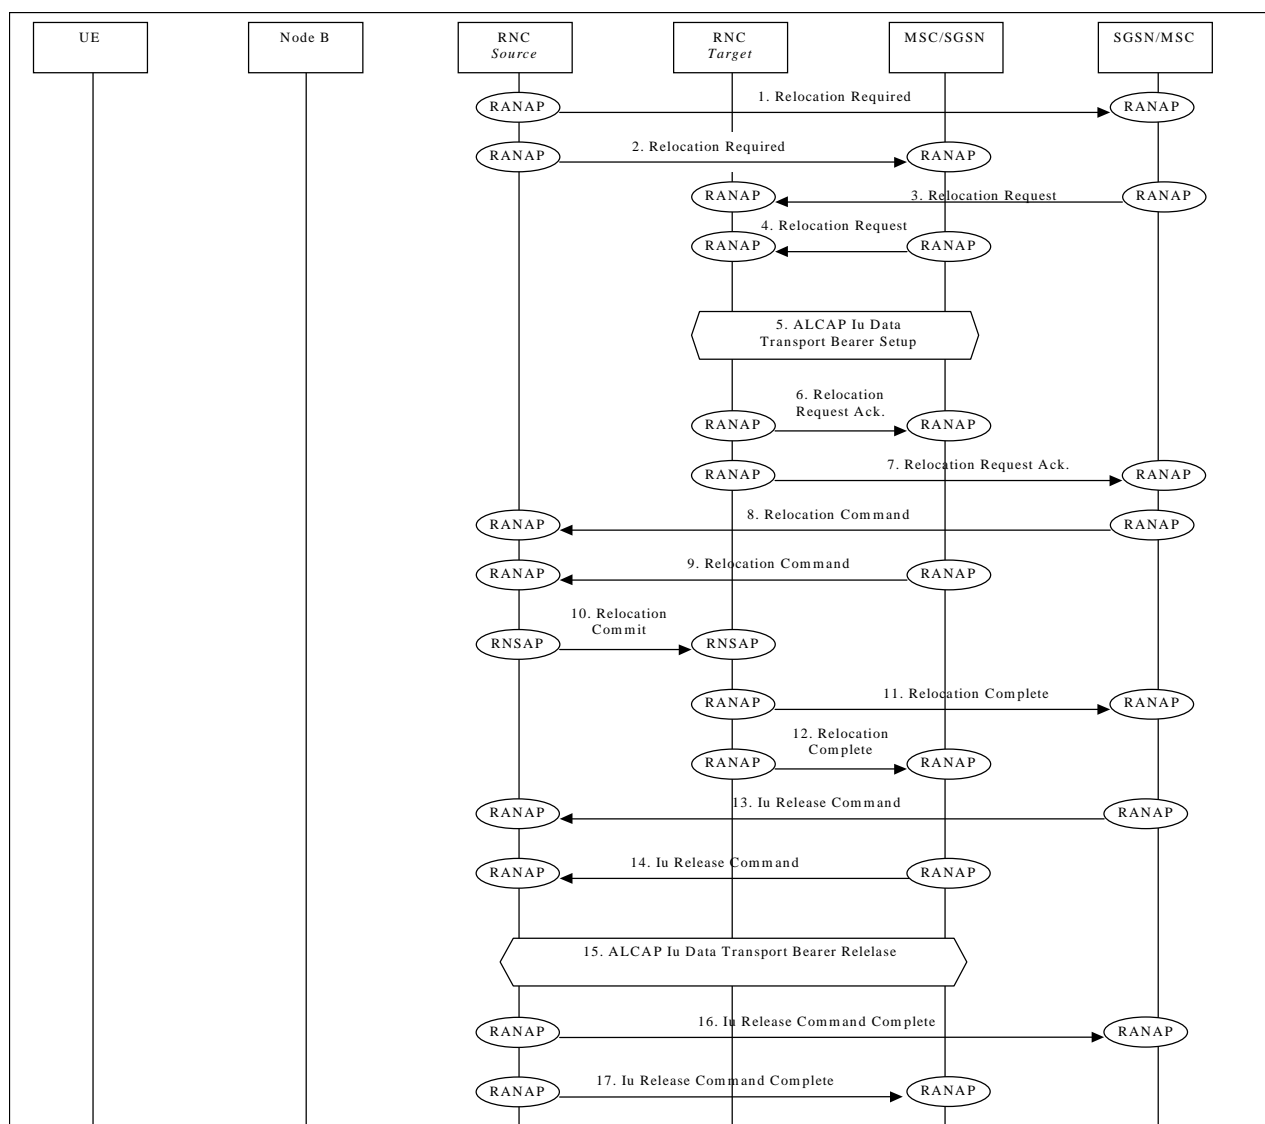 UE
Node B
RNC
Source
RNC
Target
MSC/SGSN
SGSN/MSC
RANAP
1. Relocation Required
RANAP
RANAP
2. Relocation Required
RANAP
RANAP
3. Relocation Request
RANAP
RANAP
4. Relocation Request
RANAP
5. ALCAP Iu Data
Transport Bearer Setup
RANAP
6. Relocation
Request Ack.
RANAP
RANAP
7. Relocation Request Ack.
RANAP
RANAP
8. Relocation Command
RANAP
RANAP
9. Relocation Command
RANAP
RNSAP
10. Relocation
Commit
RNSAP
RANAP
11. Relocation Complete
RANAP
RANAP
12. Relocation
Complete
RANAP
RANAP
13. Iu Release Command
RANAP
RANAP
14. Iu Release Command
RANAP
15. ALCAP Iu Data Transport Bearer Relelase
RANAP
16. Iu Release Command Complete
RANAP
RANAP
17. Iu Release Command Complete
RANAP